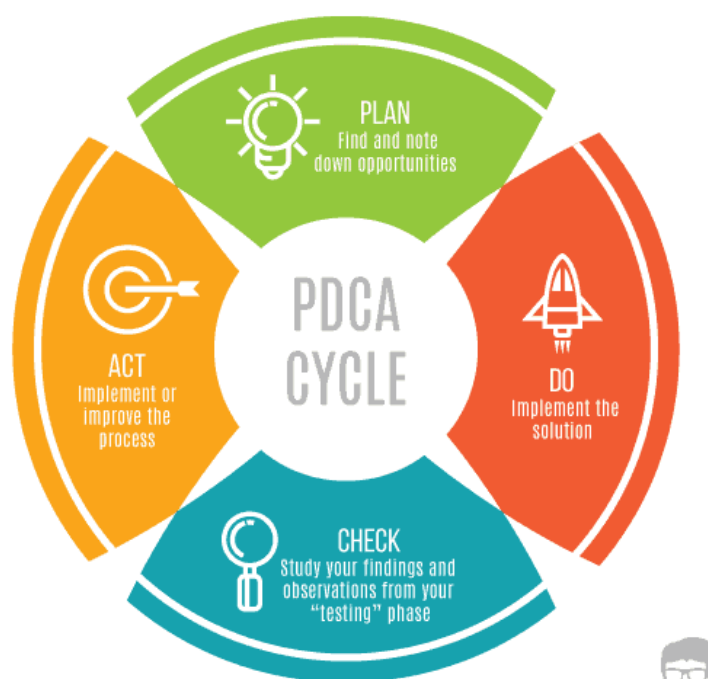 PLAN
Find and note
down opportunities
PDCA
CYCLE
ACT
Implement or
improve the
process
DO
Implement the
solution
CHECK
Study your findings and
observations from your
“testing” phase